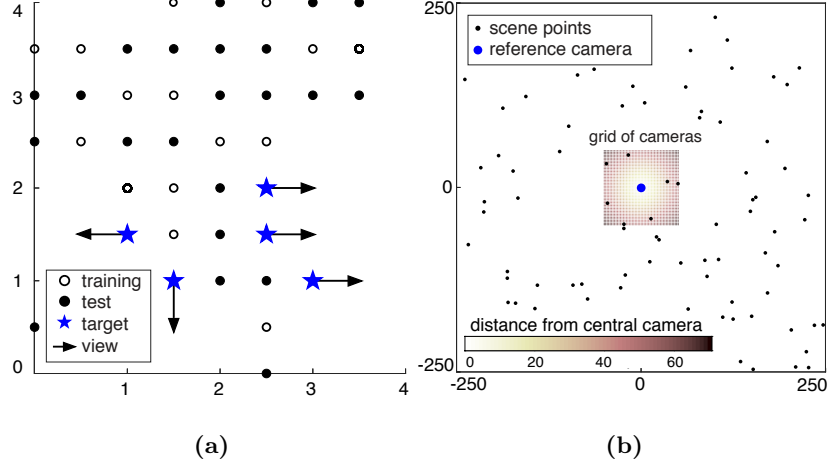 4
3
2
1
0
1
2
3
4
training
test
target
view
(a)
250
0
-250
-250
0
250
scene points
reference camera
grid of cameras
distance from central camera
0
20
40
60
(b)